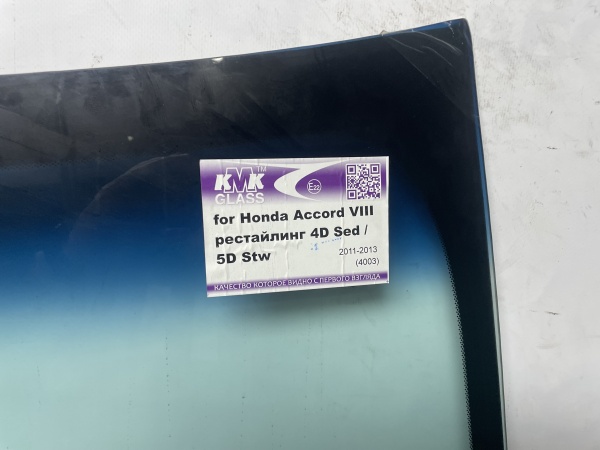 KMK™
GLASS
E22
for Honda Accord VIII
рестайлинг 4D Sed /
5D Stw
2011-2013
(4003)
КАЧЕСТВО КОТОРОЕ ВИДНО С ПЕРВОГО ВЗГЛЯДА